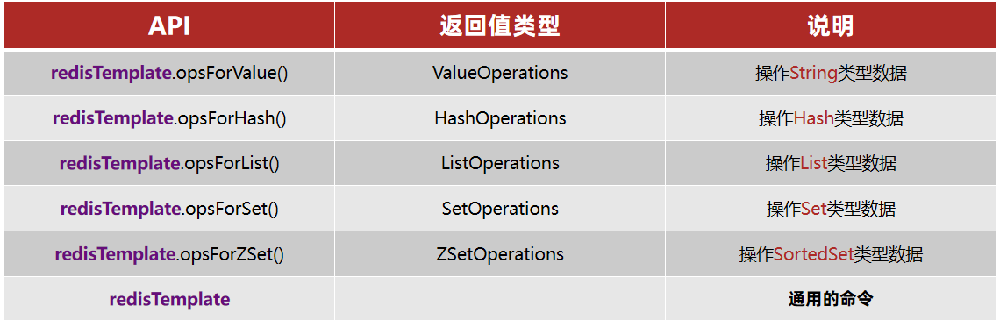 API 返回值类型 说明
redisTemplate.opsForValue() ValueOperations 操作String类型数据
redisTemplate.opsForHash() HashOperations 操作Hash类型数据
redisTemplate.opsForList() ListOperations 操作List类型数据
redisTemplate.opsForSet() SetOperations 操作Set类型数据
redisTemplate.opsForZSet() ZSetOperations 操作SortedSet类型数据
redisTemplate 通用的命令